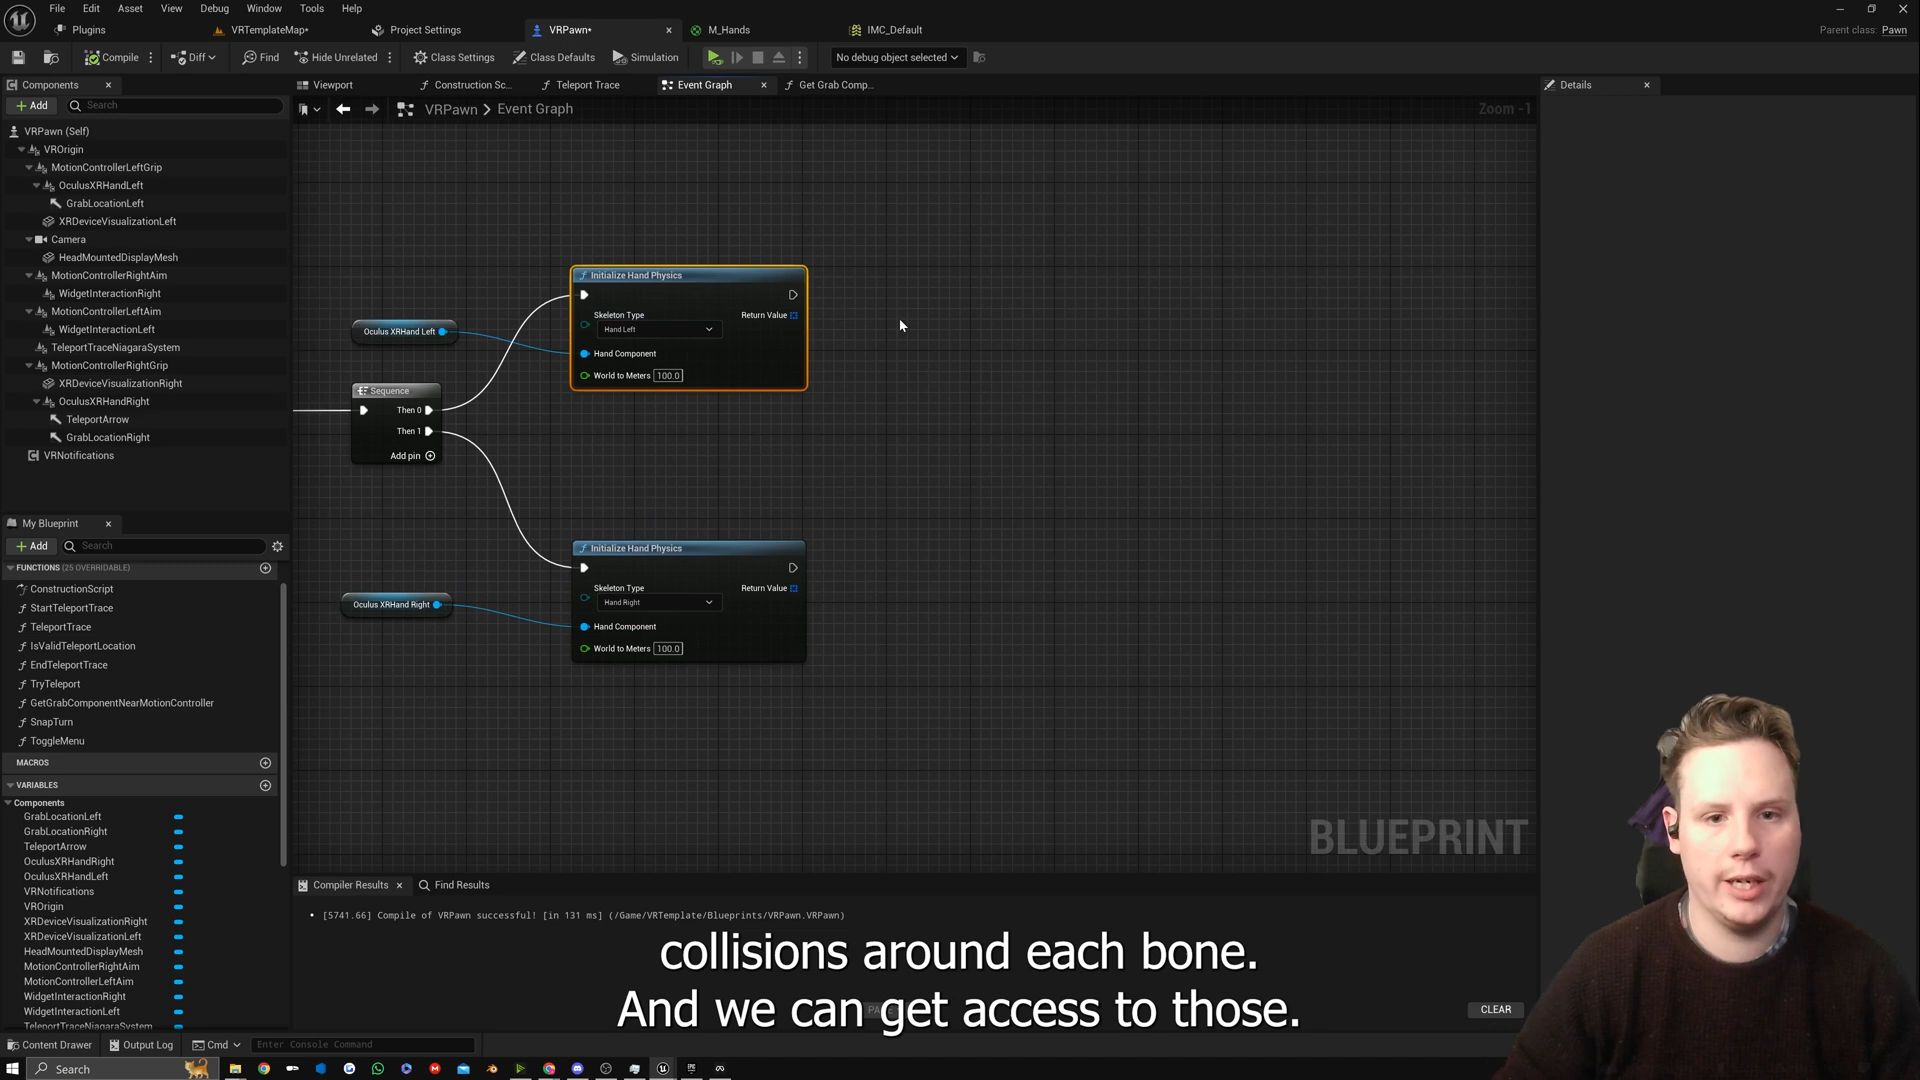 File Edit Asset View Debug Window Tools Help
Plugins VRTemplateMap* Project Settings VRPawn* M_Hands IMC_Default
Parent class: Pawn
Compile Diff Find Hide Unrelated Class Settings Class Defaults Simulation No debug object selected
Components
Viewport Construction Sc... Teleport Trace Event Graph Get Grab Comp...
Details
Add Search
VRPawn > Event Graph
Zoom -1
VRPawn (Self)
VROrigin
MotionControllerLeftGrip
OculusXRHandLeft
GrabLocationLeft
XRDeviceVisualizationLeft
Camera
HeadMountedDisplayMesh
MotionControllerRightAim
WidgetInteractionRight
MotionControllerLeftAim
WidgetInteractionLeft
TeleportTraceNiagaraSystem
MotionControllerRightGrip
XRDeviceVisualizationRight
OculusXRHandRight
TeleportArrow
GrabLocationRight
VRNotifications
Initialize Hand Physics
Skeleton Type
Return Value
Hand Left
Hand Component
World to Meters 100.0
Oculus XRHand Left
Sequence
Then 0
Then 1
Add pin
Initialize Hand Physics
Skeleton Type
Return Value
Hand Right
Hand Component
World to Meters 100.0
Oculus XRHand Right
BLUEPRINT
My Blueprint
Add Search
FUNCTIONS (25 OVERRIDABLE)
ConstructionScript
StartTeleportTrace
TeleportTrace
IsValidTeleportLocation
EndTeleportTrace
TryTeleport
GetGrabComponentNearMotionController
SnapTurn
ToggleMenu
MACROS
VARIABLES
Components
GrabLocationLeft
GrabLocationRight
TeleportArrow
OculusXRHandRight
OculusXRHandLeft
VRNotifications
VROrigin
XRDeviceVisualizationRight
XRDeviceVisualizationLeft
HeadMountedDisplayMesh
MotionControllerRightAim
MotionControllerLeftAim
WidgetInteractionRight
WidgetInteractionLeft
TeleportTraceNiagaraSystem
Compiler Results Find Results
[5741.66] Compile of VRPawn successful! [in 131 ms] (/Game/VRTemplate/Blueprints/VRPawn.VRPawn)
CLEAR
collisions around each bone.
And we can get access to those.
Content Drawer Output Log Cmd Enter Console Command
Search